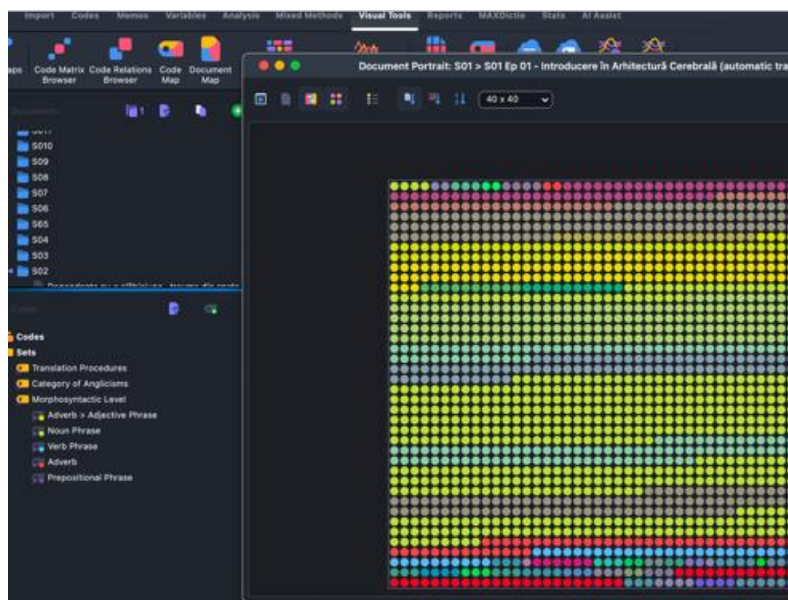 Import Codes Memos Variables Analysis Mixed Methods Visual Tools Reports MAXDictio Stats AI Assist
Code Matrix Browser
Code Relations Browser
Code Map
Document Map
Document Portrait: S01 > S01 Ep 01 - Introducere în Arhitectură Cerebrală (automatic tra
1
40 x 40
S010
S09
S08
S07
S06
S65
S04
S03
S02
Codes
Sets
Translation Procedures
Category of Anglicisms
Morphosyntactic Level
Adverb > Adjective Phrase
Noun Phrase
Verb Phrase
Adverb
Prepositional Phrase